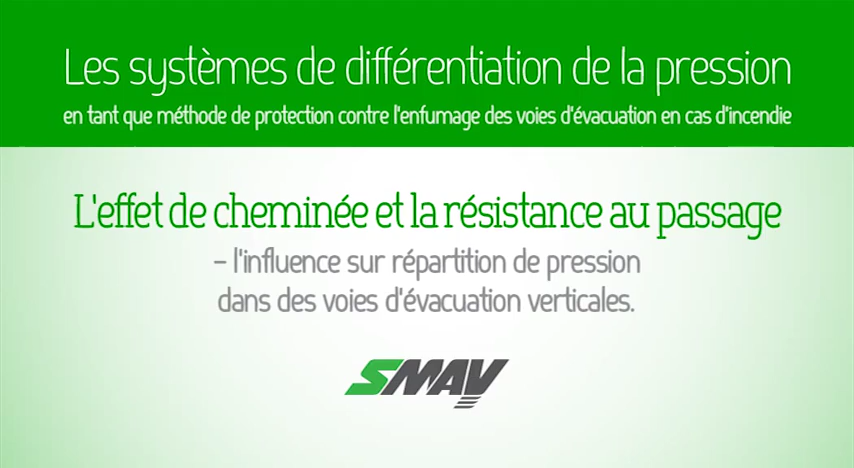 Les systèmes de différentiation de la pression
en tant que méthode de protection contre l'enfumage des voies d'évacuation en cas d'incendie
L'effet de cheminée et la résistance au passage
– l'influence sur répartition de pression
dans des voies d'évacuation verticales.
SMAY